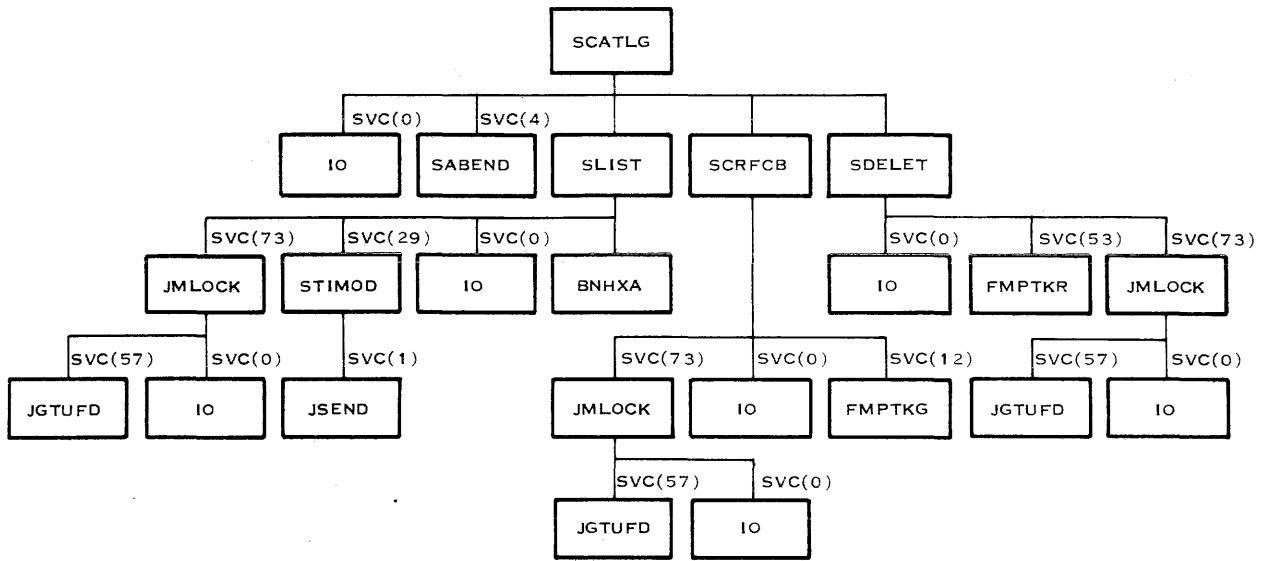 SCATLG
SVC(0) SVC(4)
IO SABEND SLIST SCRFCB SDELET
SVC(73) SVC(29) SVC(0) SVC(0) SVC(53) SVC(73)
JMLOCK STIMOD IO BNHXA IO FMPTKR JMLOCK
SVC(57) SVC(0) SVC(1) SVC(73) SVC(0) SVC(12) SVC(57) SVC(0)
JGTUFD IO JSEND JMLOCK IO FMPTKG JGTUFD IO
SVC(57) SVC(0)
JGTUFD IO